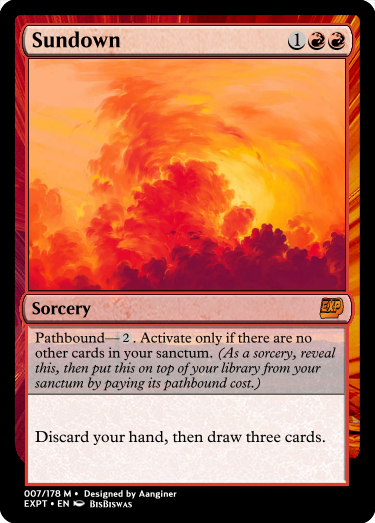 Sundown 1
EXP
Sorcery
Pathbound—2. Activate only if there are no
other cards in your sanctum. (As a sorcery, reveal
this, then put this on top of your library from your
sanctum by paying its pathbound cost.)
Discard your hand, then draw three cards.
007/178 M • Designed by Aanginer
EXPT • EN BisBiswas